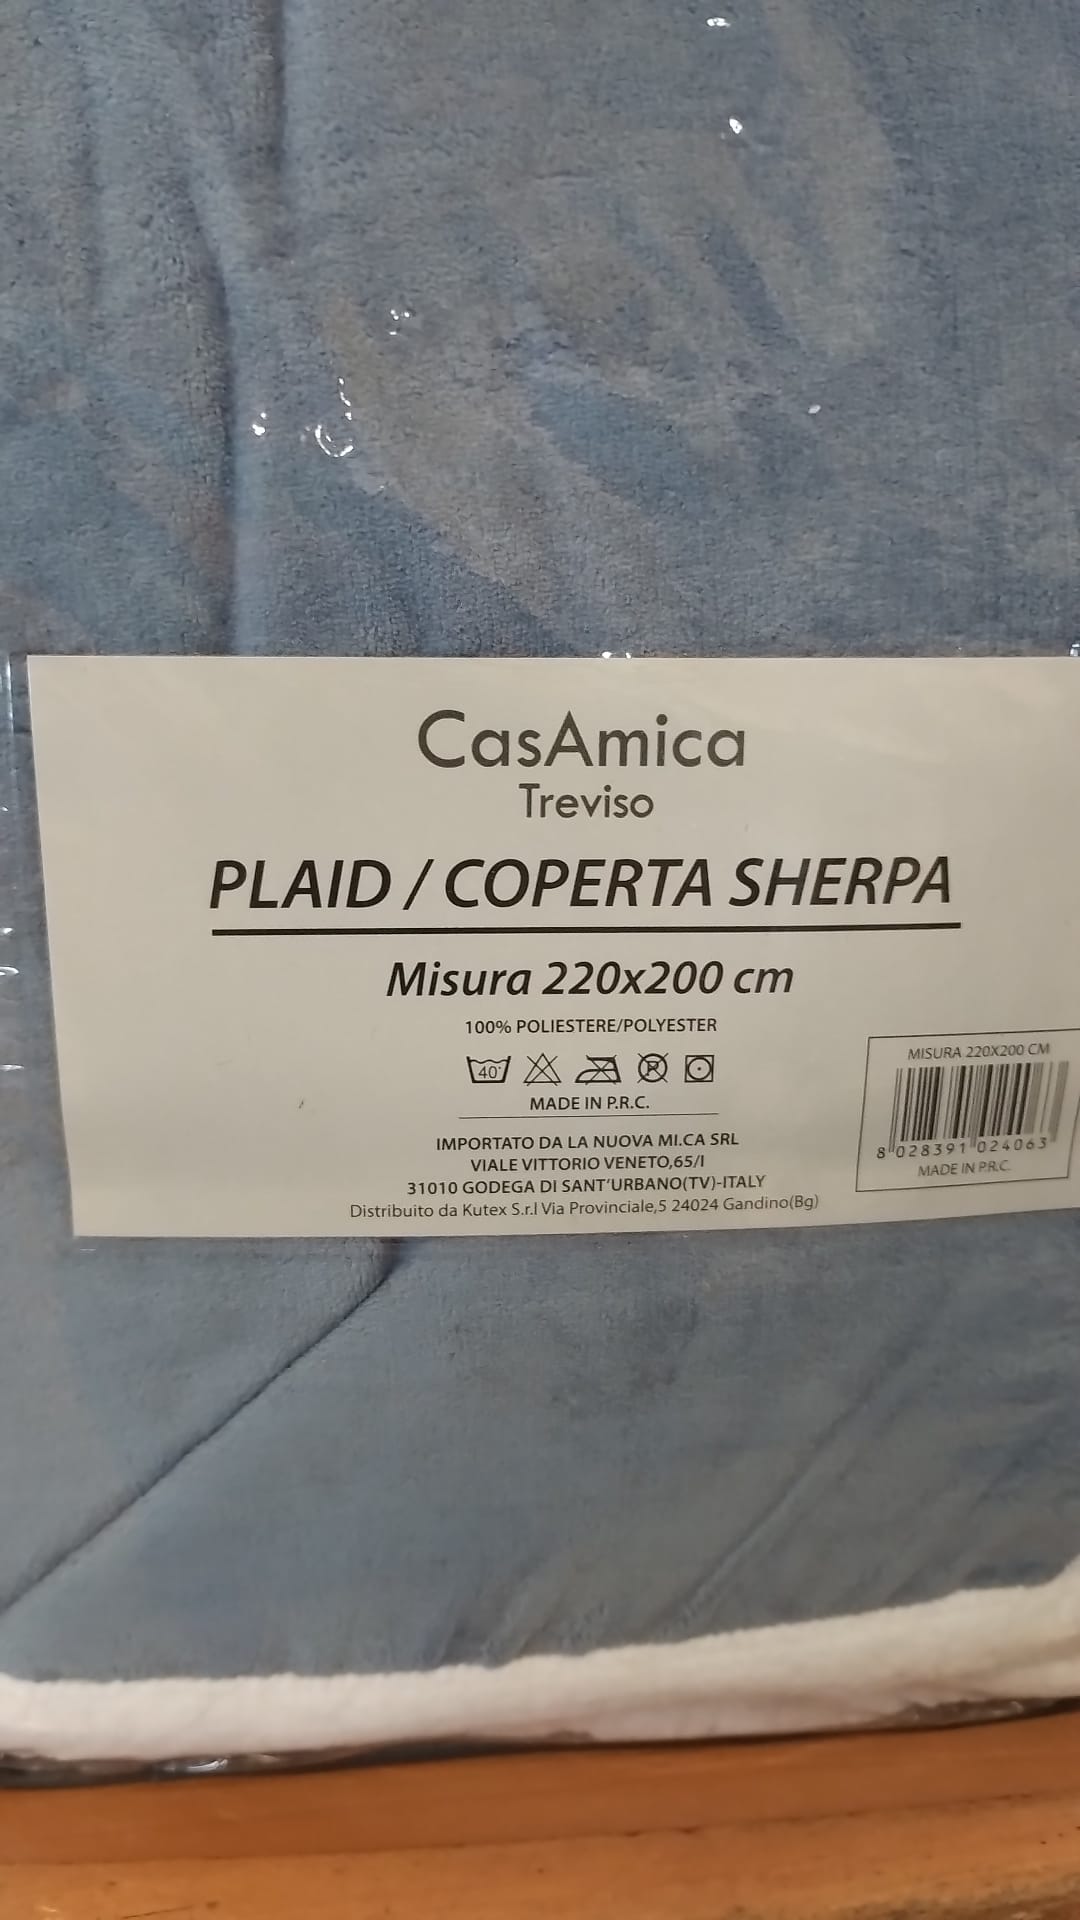 CasAmica
Treviso
PLAID / COPERTA SHERPA
Misura 220x200 cm
100% POLIESTERE/POLYESTER
40°
P
MADE IN P.R.C.
IMPORTATO DA LA NUOVA MI.CA SRL
VIALE VITTORIO VENETO,65/I
31010 GODEGA DI SANT'URBANO(TV)-ITALY
Distribuito da Kutex S.r.l Via Provinciale,5 24024 Gandino(Bg)
MISURA 220X200 CM
8 028391 024063
MADE IN P.R.C.